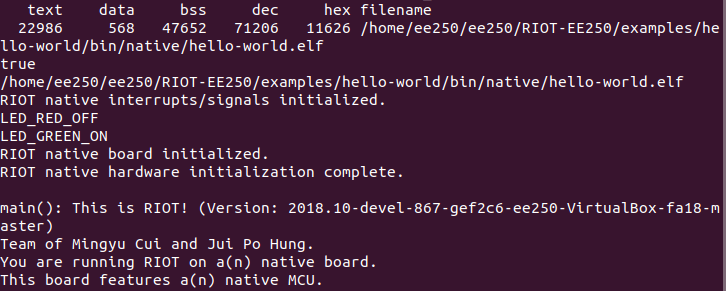 text data bss dec hex filename
22986 568 47652 71206 11626 /home/ee250/ee250/RIOT-EE250/examples/he
llo-world/bin/native/hello-world.elf
true
/home/ee250/ee250/RIOT-EE250/examples/hello-world/bin/native/hello-world.elf
RIOT native interrupts/signals initialized.
LED_RED_OFF
LED_GREEN_ON
RIOT native board initialized.
RIOT native hardware initialization complete.
main(): This is RIOT! (Version: 2018.10-devel-867-gef2c6-ee250-VirtualBox-fa18-m
aster)
Team of Mingyu Cui and Jui Po Hung.
You are running RIOT on a(n) native board.
This board features a(n) native MCU.